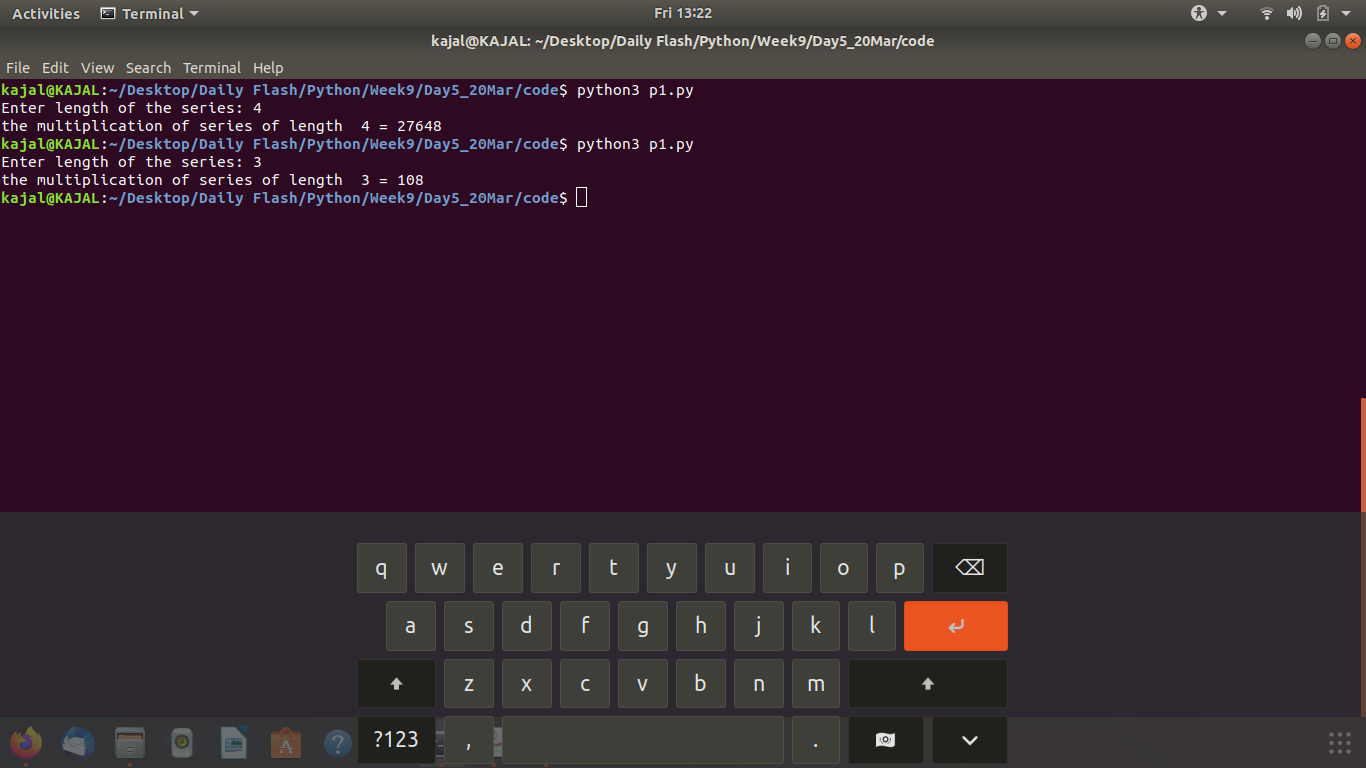 Activities Terminal Fri 13:22
kajal@KAJAL: ~/Desktop/Daily Flash/Python/Week9/Day5_20Mar/code
File Edit View Search Terminal Help
kajal@KAJAL:~/Desktop/Daily Flash/Python/Week9/Day5_20Mar/code$ python3 p1.py
Enter length of the series: 4
the multiplication of series of length  4 = 27648
kajal@KAJAL:~/Desktop/Daily Flash/Python/Week9/Day5_20Mar/code$ python3 p1.py
Enter length of the series: 3
the multiplication of series of length  3 = 108
kajal@KAJAL:~/Desktop/Daily Flash/Python/Week9/Day5_20Mar/code$
q w e r t y u i o p
a s d f g h j k l
z x c v b n m
?123 , .